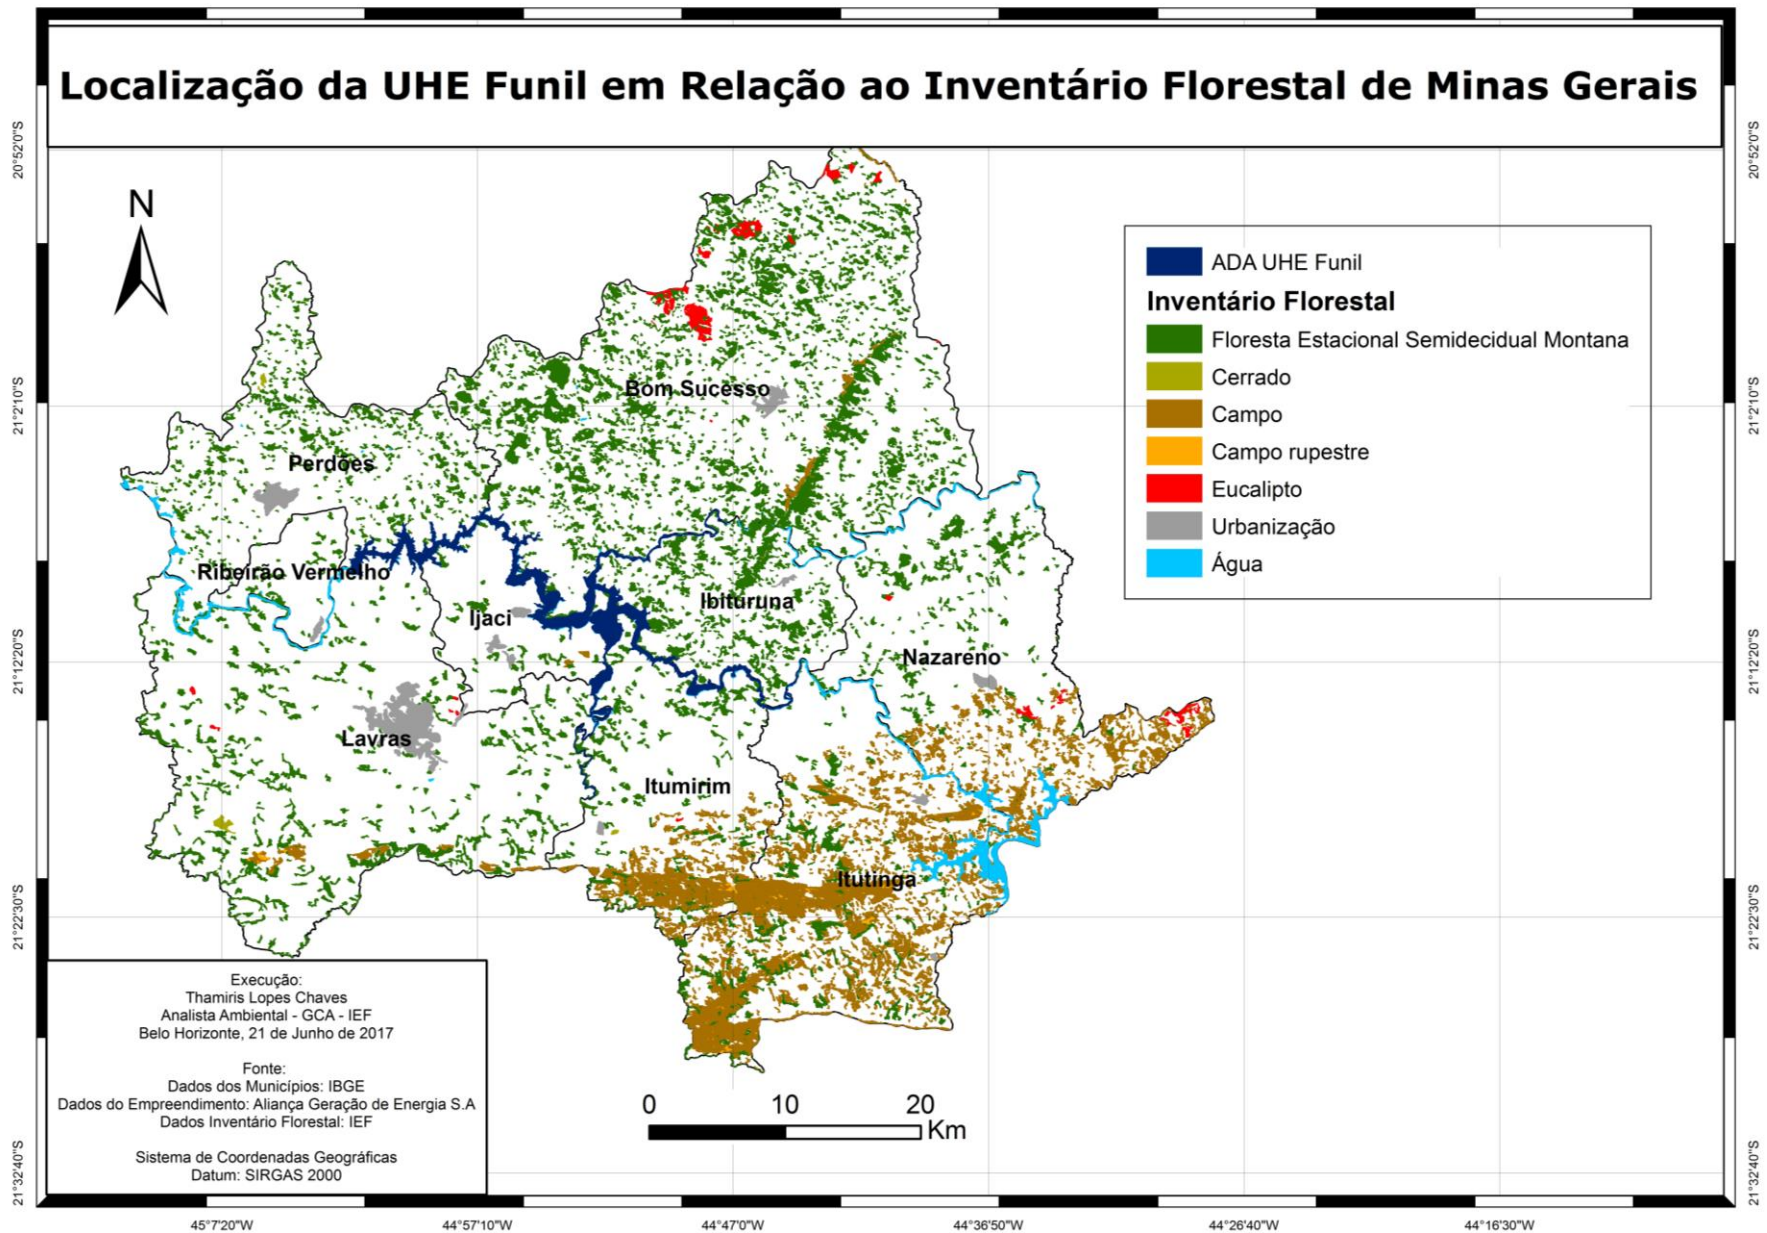 Localização da UHE Funil em Relação ao Inventário Florestal de Minas Gerais
20°52'0"S
20°52'0"S
N
ADA UHE Funil
Inventário Florestal
Floresta Estacional Semidecidual Montana
Cerrado
Campo
Campo rupestre
Eucalipto
Urbanização
Água
21°2'10"S
21°2'10"S
Bom Sucesso
Perdões
Ribeirão Vermelho
Ijaci
Ibituruna
21°12'20"S
21°12'20"S
Nazareno
Lavras
Itumirim
Itutinga
21°22'30"S
21°22'30"S
Execução:
Thamiris Lopes Chaves
Analista Ambiental - GCA - IEF
Belo Horizonte, 21 de Junho de 2017
Fonte:
Dados dos Municípios: IBGE
Dados do Empreendimento: Aliança Geração de Energia S.A
Dados Inventário Florestal: IEF
Sistema de Coordenadas Geográficas
Datum: SIRGAS 2000
0 10 20
Km
21°32'40"S
21°32'40"S
45°7'20"W 44°57'10"W 44°47'0"W 44°36'50"W 44°26'40"W 44°16'30"W